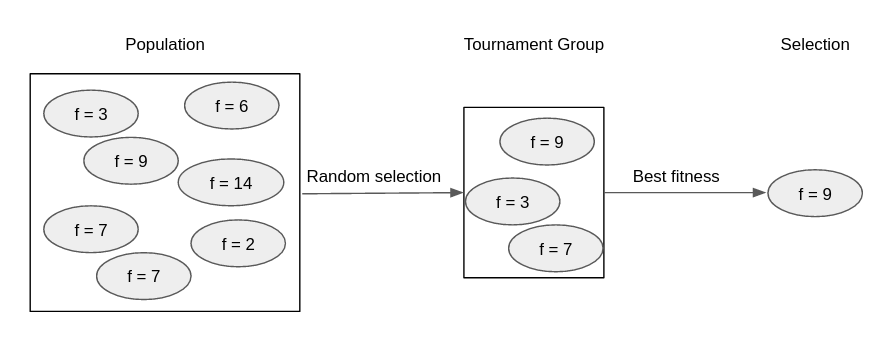 Population
Tournament Group
Selection
f = 3
f = 6
f = 9
f = 14
f = 7
f = 2
f = 7
Random selection
f = 9
f = 3
f = 7
Best fitness
f = 9